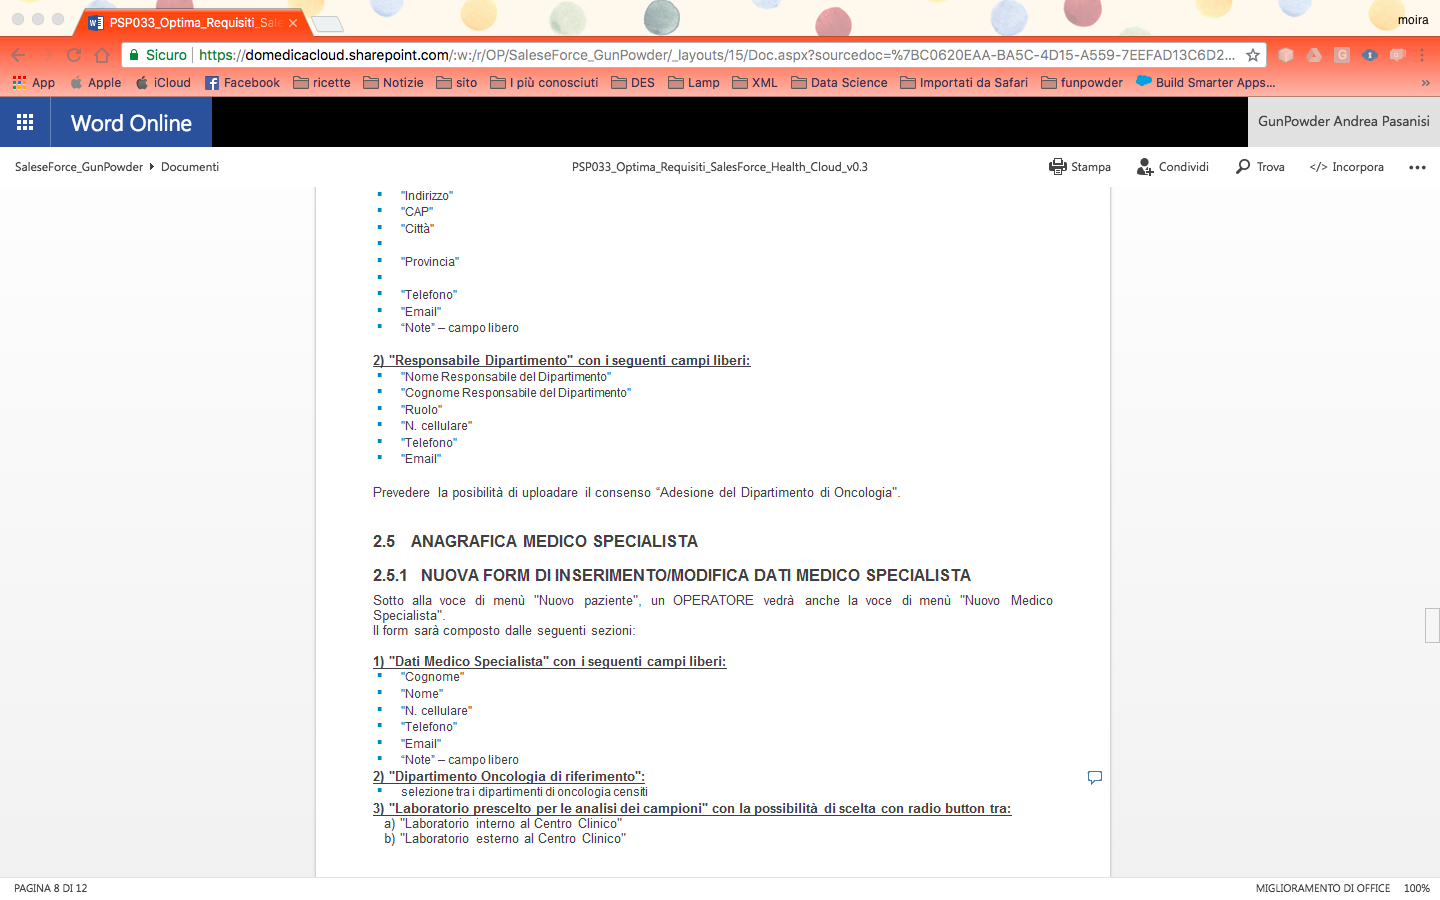 PSP033_Optima_Requisiti_Sale
moira
Sicuro
https://domedicacloud.sharepoint.com/:w:/r/OP/SaleseForce_GunPowder/_layouts/15/Doc.aspx?sourcedoc=%7BC0620EAA-BA5C-4D15-A559-7EEFAD13C6D2...
App Apple iCloud Facebook ricette Notizie sito I più conosciuti DES Lamp XML Data Science Importati da Safari funpowder Build Smarter Apps... »
Word Online
GunPowder Andrea Pasanisi
SaleseForce_GunPowder Documenti
PSP033_Optima_Requisiti_SalesForce_Health_Cloud_v0.3
Stampa Condividi Trova </> Incorpora
"Indirizzo"
"CAP"
"Città"
"Provincia"
"Telefono"
"Email"
“Note” – campo libero
2) "Responsabile Dipartimento" con i seguenti campi liberi:
"Nome Responsabile del Dipartimento"
"Cognome Responsabile del Dipartimento"
"Ruolo"
"N. cellulare"
"Telefono"
"Email"
Prevedere la posibilità di uploadare il consenso “Adesione del Dipartimento di Oncologia".
2.5 ANAGRAFICA MEDICO SPECIALISTA
2.5.1 NUOVA FORM DI INSERIMENTO/MODIFICA DATI MEDICO SPECIALISTA
Sotto alla voce di menù "Nuovo paziente", un OPERATORE vedrà anche la voce di menù "Nuovo Medico
Specialista".
Il form sarà composto dalle seguenti sezioni:
1) "Dati Medico Specialista" con i seguenti campi liberi:
"Cognome"
"Nome"
"N. cellulare"
"Telefono"
"Email"
“Note” – campo libero
2) "Dipartimento Oncologia di riferimento":
selezione tra i dipartimenti di oncologia censiti
3) "Laboratorio prescelto per le analisi dei campioni" con la possibilità di scelta con radio button tra:
a) "Laboratorio interno al Centro Clinico"
b) "Laboratorio esterno al Centro Clinico"
PAGINA 8 DI 12
MIGLIORAMENTO DI OFFICE 100%